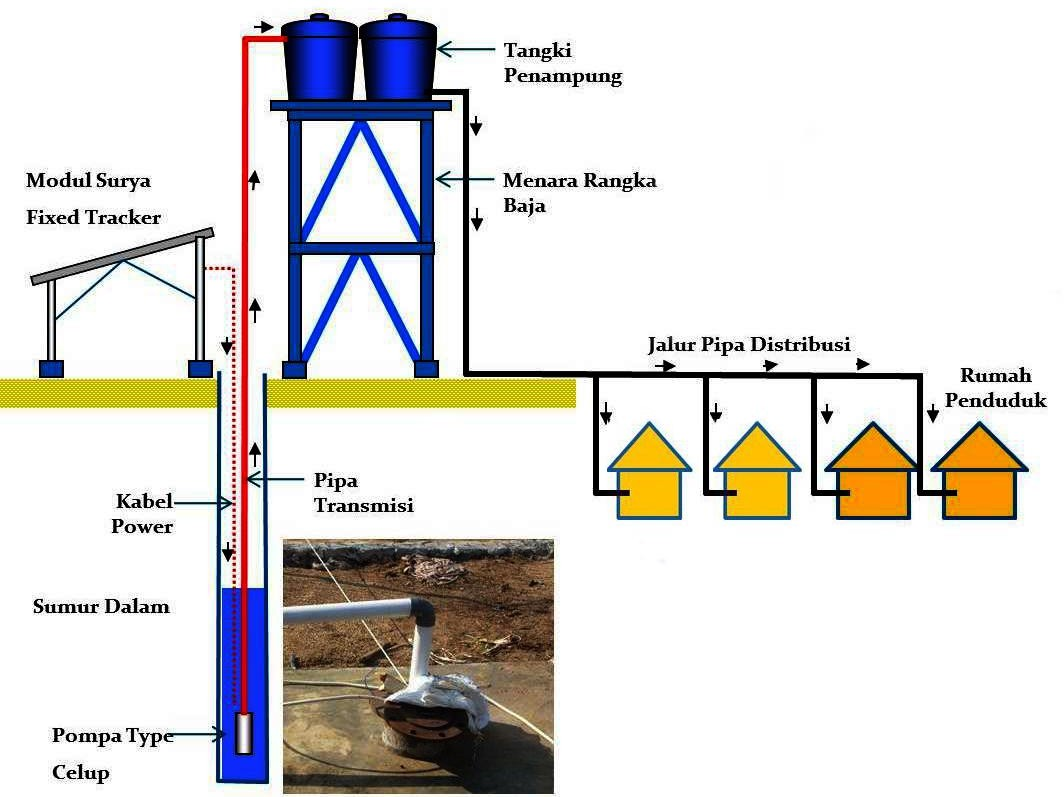 Tangki
Penampung
Modul Surya
Fixed Tracker
Menara Rangka
Baja
Jalur Pipa Distribusi
Rumah
Penduduk
Pipa
Transmisi
Kabel
Power
Sumur Dalam
Pompa Type
Celup